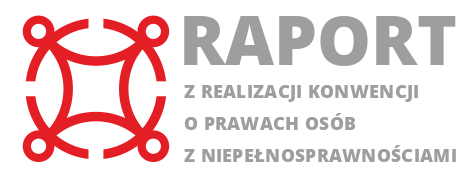 RAPORT
Z REALIZACJI KONWENCJI
O PRAWACH OSÓB
Z NIEPEŁNOSPRAWNOŚCIAMI